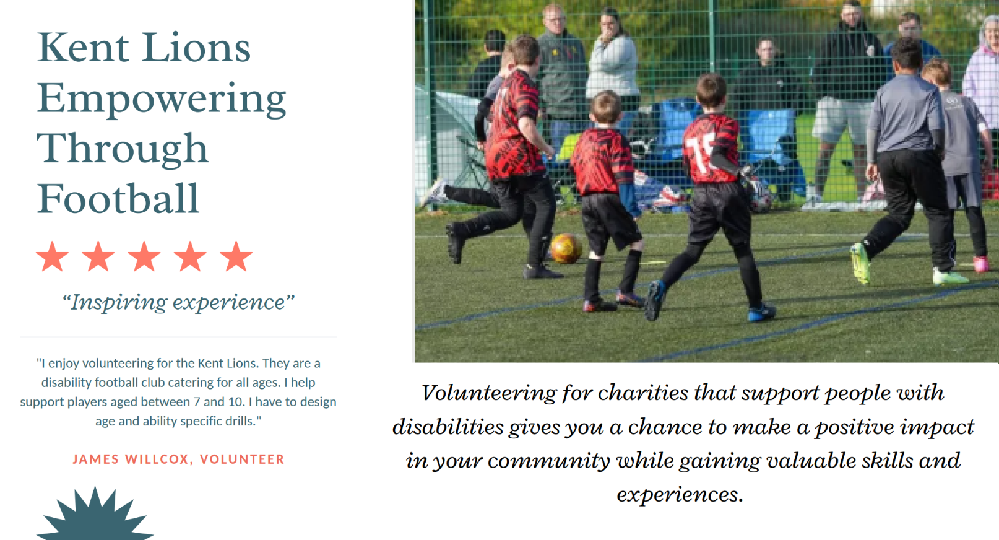 Kent Lions
Empowering
Through
Football
“Inspiring experience”
"I enjoy volunteering for the Kent Lions. They are a
disability football club catering for all ages. I help
support players aged between 7 and 10. I have to design
age and ability specific drills."
JAMES WILLCOX, VOLUNTEER
15
Volunteering for charities that support people with
disabilities gives you a chance to make a positive impact
in your community while gaining valuable skills and
experiences.